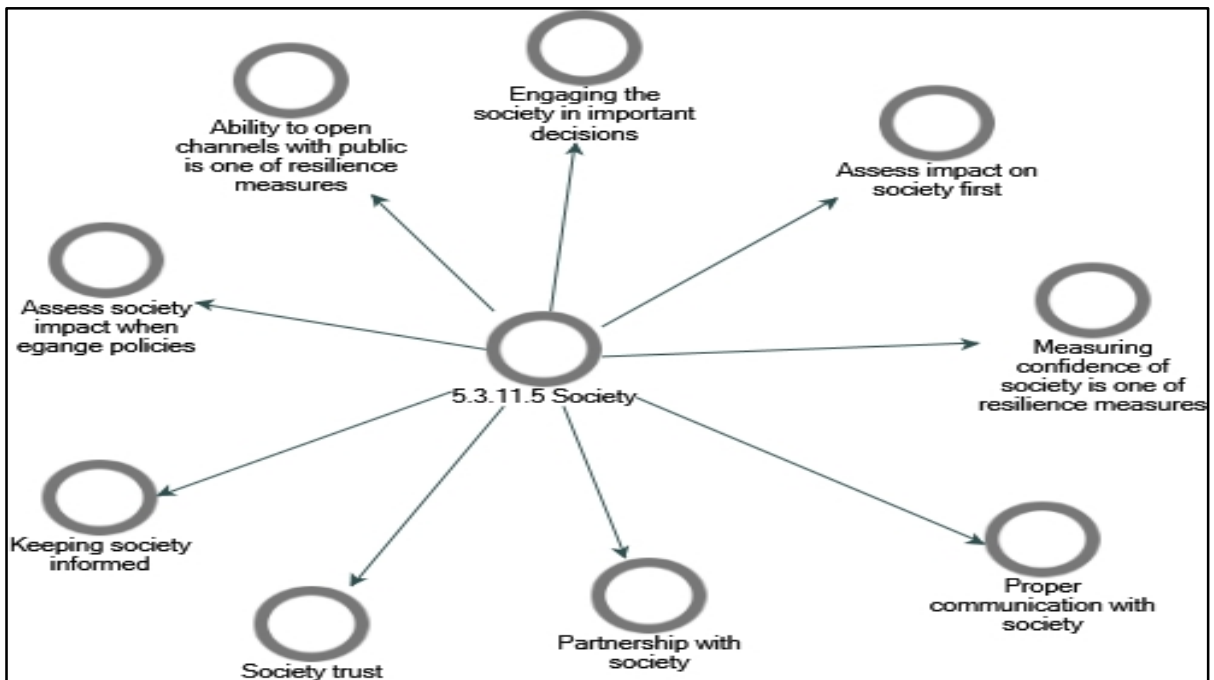 Engaging the
society in important
decisions
Ability to open
channels with public
is one of resilience
measures
Assess impact on
society first
Assess society
impact when
egange policies
Measuring
confidence of
society is one of
resilience measures
5.3.11.5 Society
Keeping society
informed
Proper
communication with
society
Partnership with
society
Society trust